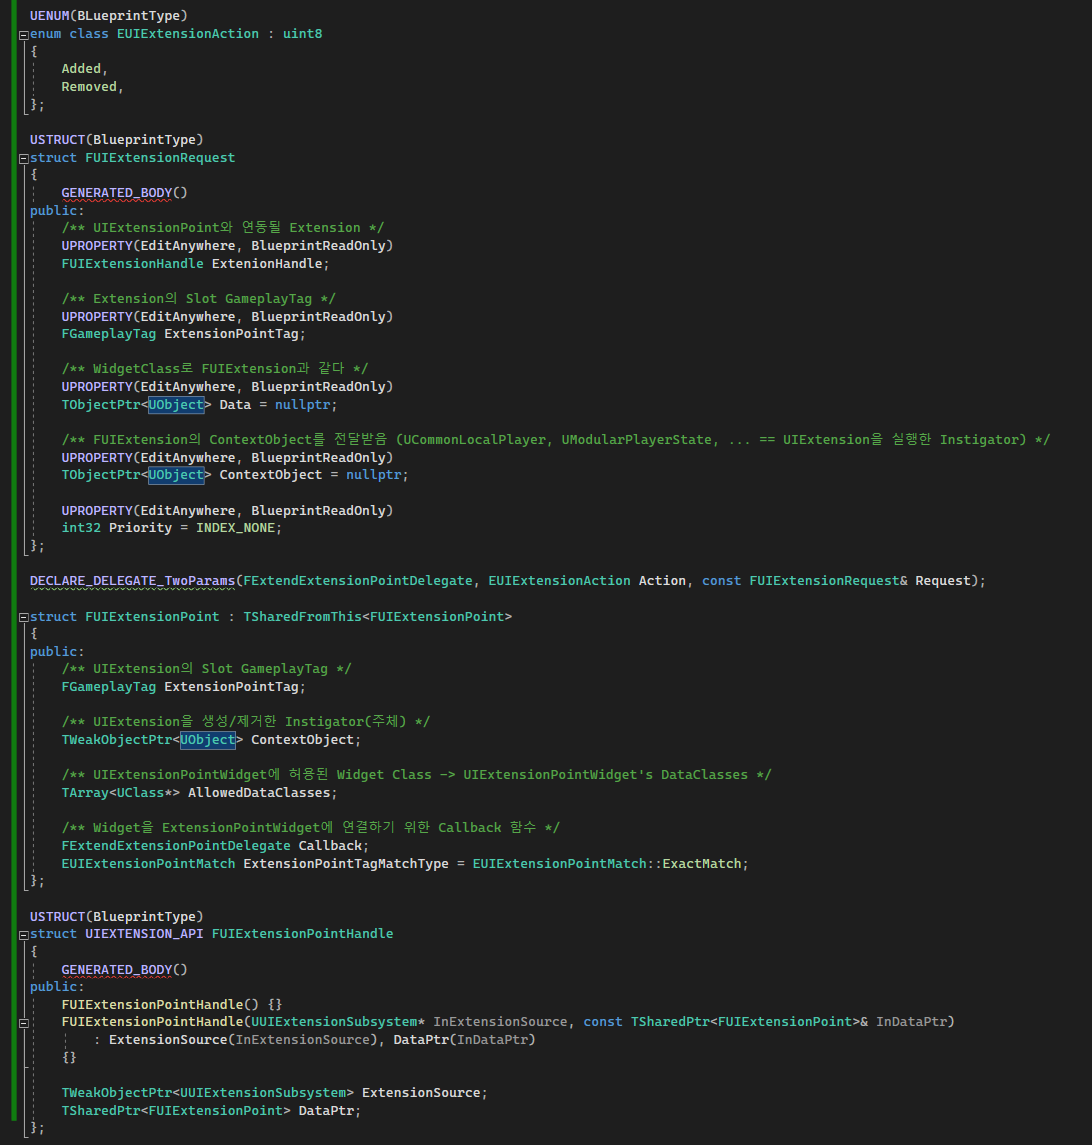 UENUM(BLueprintType)
enum class EUIExtensionAction : uint8
{
    Added,
    Removed,
};

USTRUCT(BlueprintType)
struct FUIExtensionRequest
{
    GENERATED_BODY()
public:
    /** UIExtensionPoint와 연동될 Extension */
    UPROPERTY(EditAnywhere, BlueprintReadOnly)
    FUIExtensionHandle ExtenionHandle;

    /** Extension의 Slot GameplayTag */
    UPROPERTY(EditAnywhere, BlueprintReadOnly)
    FGameplayTag ExtensionPointTag;

    /** WidgetClass로 FUIExtension과 같다 */
    UPROPERTY(EditAnywhere, BlueprintReadOnly)
    TObjectPtr<UObject> Data = nullptr;

    /** FUIExtension의 ContextObject를 전달받음 (UCommonLocalPlayer, UModularPlayerState, ... == UIExtension을 실행한 Instigator) */
    UPROPERTY(EditAnywhere, BlueprintReadOnly)
    TObjectPtr<UObject> ContextObject = nullptr;

    UPROPERTY(EditAnywhere, BlueprintReadOnly)
    int32 Priority = INDEX_NONE;
};

DECLARE_DELEGATE_TwoParams(FExtendExtensionPointDelegate, EUIExtensionAction Action, const FUIExtensionRequest& Request);

struct FUIExtensionPoint : TSharedFromThis<FUIExtensionPoint>
{
public:
    /** UIExtension의 Slot GameplayTag */
    FGameplayTag ExtensionPointTag;

    /** UIExtension을 생성/제거한 Instigator(주체) */
    TWeakObjectPtr<UObject> ContextObject;

    /** UIExtensionPointWidget에 허용된 Widget Class -> UIExtensionPointWidget's DataClasses */
    TArray<UClass*> AllowedDataClasses;

    /** Widget을 ExtensionPointWidget에 연결하기 위한 Callback 함수 */
    FExtendExtensionPointDelegate Callback;
    EUIExtensionPointMatch ExtensionPointTagMatchType = EUIExtensionPointMatch::ExactMatch;
};

USTRUCT(BlueprintType)
struct UIEXTENSION_API FUIExtensionPointHandle
{
    GENERATED_BODY()
public:
    FUIExtensionPointHandle() {}
    FUIExtensionPointHandle(UUIExtensionSubsystem* InExtensionSource, const TSharedPtr<FUIExtensionPoint>& InDataPtr)
        : ExtensionSource(InExtensionSource), DataPtr(InDataPtr)
    {}

    TWeakObjectPtr<UUIExtensionSubsystem> ExtensionSource;
    TSharedPtr<FUIExtensionPoint> DataPtr;
};